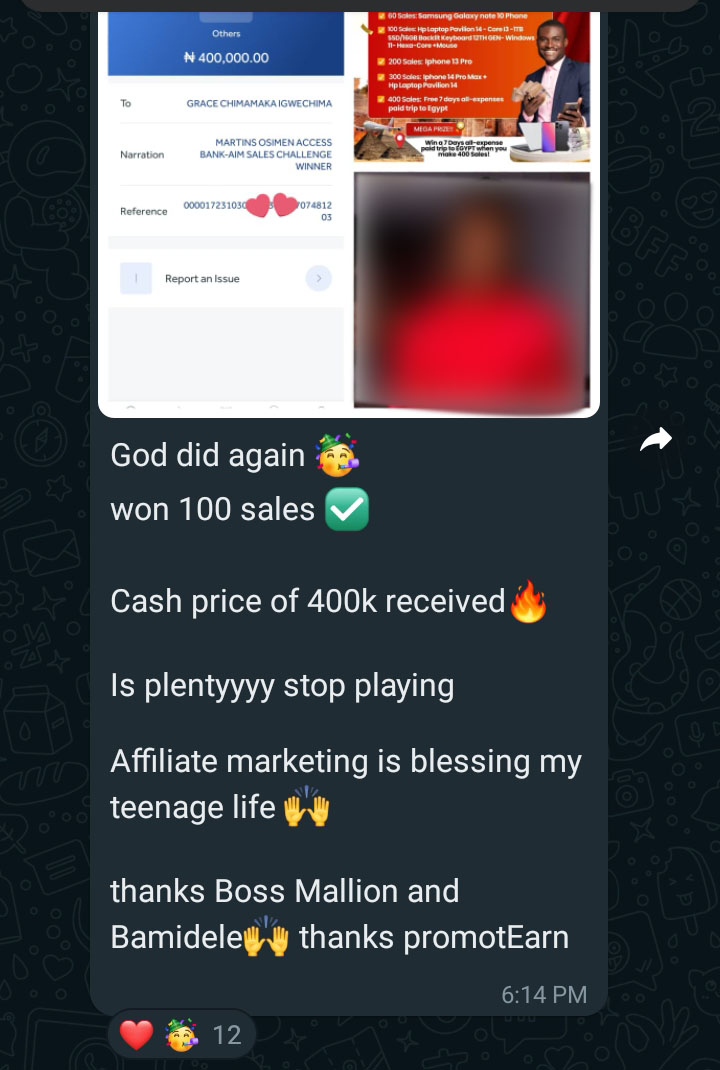 Others
₦ 400,000.00
To
GRACE CHIMAMAKA IGWECHIMA
Narration
MARTINS OSIMEN ACCESS
BANK-AIM SALES CHALLENGE
WINNER
Reference
00001723103 3 7074812
03
Report an Issue
60 Sales: Samsung Galaxy note 10 Phone
100 Sales: Hp Laptop Pavilion 14 - Core i3 -1TB
SSD/16GB Backlit Keyboard 12TH GEN- Windows
11- Hexa-Core +Mouse
200 Sales: Iphone 13 Pro
300 Sales: Iphone 14 Pro Max +
Hp Laptop Pavilion 14
400 Sales: Free 7 days all-expenses
paid trip to Egypt
MEGA PRIZE!!
Win a 7 Days all-expense
paid trip to EGYPT when you
make 400 Sales!
God did again 🥳
won 100 sales ✅
Cash price of 400k received🔥
Is plentyyyy stop playing
Affiliate marketing is blessing my
teenage life 🙌
thanks Boss Mallion and
Bamidele🙌 thanks promotEarn
6:14 PM
❤️ 🥳 12